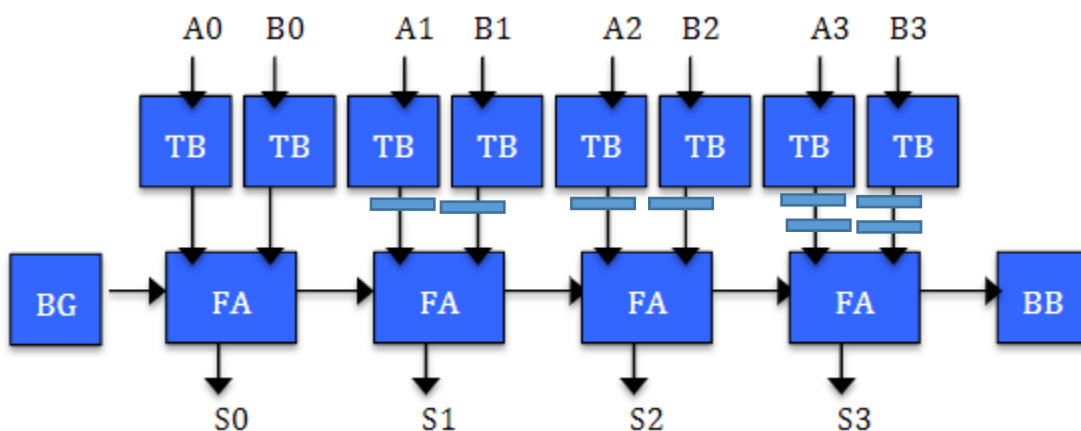 A0 B0 A1 B1 A2 B2 A3 B3
TB TB TB TB TB TB TB TB
BG FA FA FA FA BB
S0 S1 S2 S3